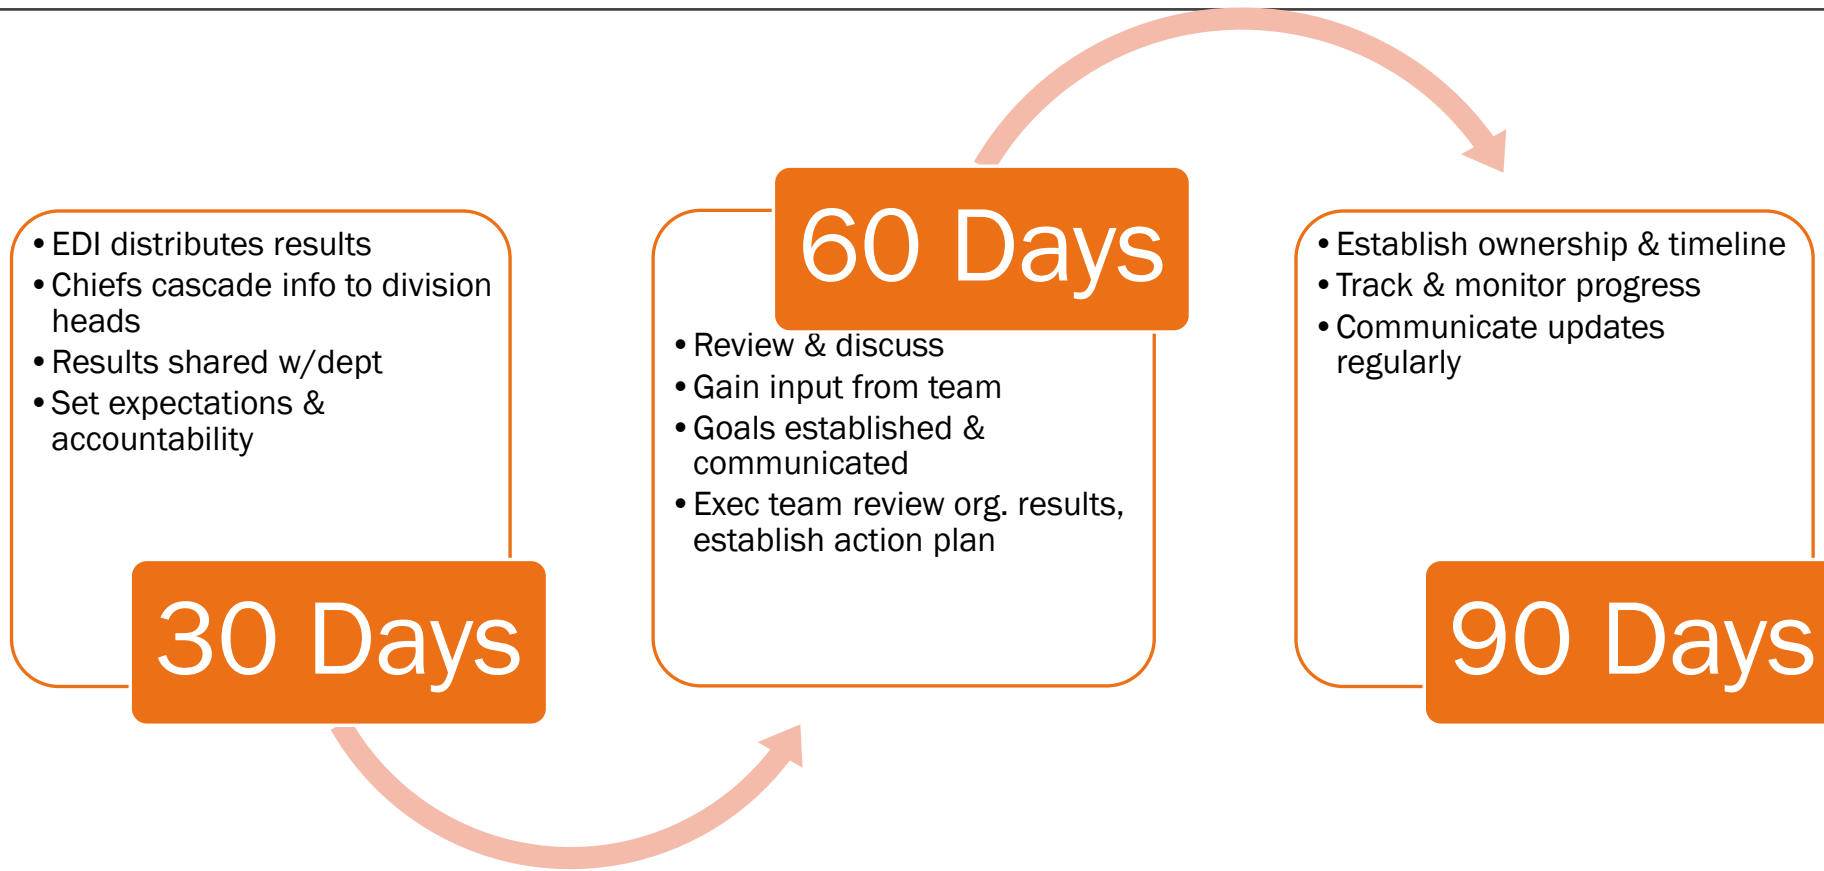 • EDI distributes results
• Chiefs cascade info to division
heads
• Results shared w/dept
• Set expectations &
accountability
30 Days
60 Days
• Review & discuss
• Gain input from team
• Goals established &
communicated
• Exec team review org. results,
establish action plan
• Establish ownership & timeline
• Track & monitor progress
• Communicate updates
regularly
90 Days